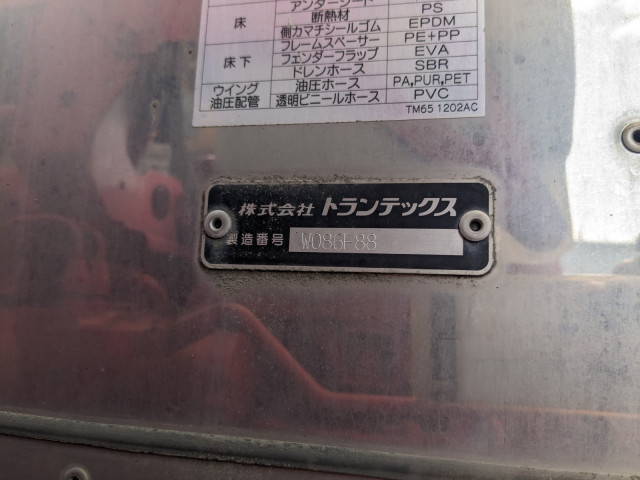 アンダーシート PS
床 断熱材 EPDM
側カマチシールゴム PE+PP
フレームスペーサー EVA
床下 フェンダーフラップ SBR
ドレンホース
ウイング 油圧ホース PA,PUR,PET
油圧配管 透明ビニールホース PVC
TM65 1202AC
株式会社 トランテックス
製造番号 W086F88